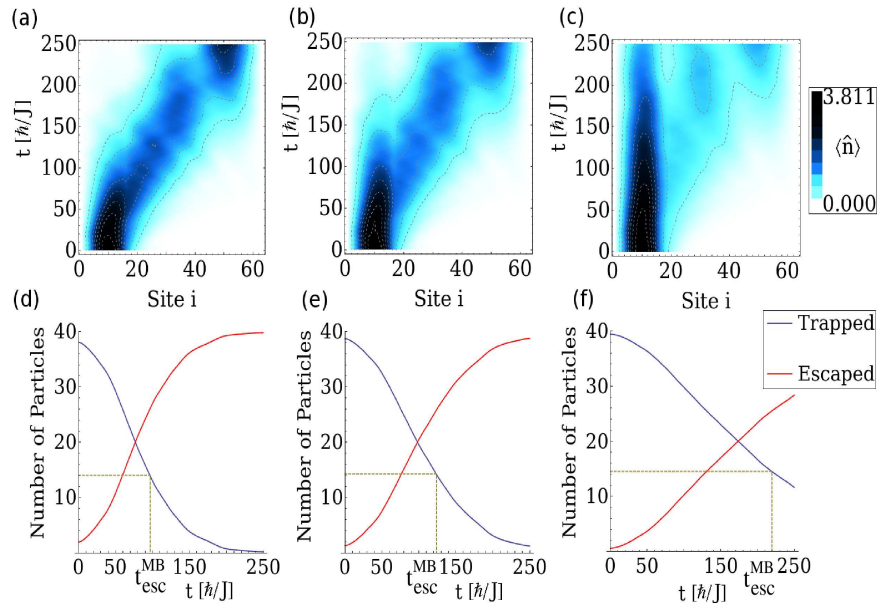 (a)
(b)
(c)
t [ħ/J]
250
200
150
100
50
0
0 20 40 60
Site i
t [ħ/J]
250
200
150
100
50
0
0 20 40 60
t [ħ/J]
250
200
150
100
50
0
0 20 40 60
Site i
3.811
⟨n̂⟩
0.000
(d)
(e)
(f)
Number of Particles
40
30
20
10
0 50 150 200 250
t_esc^MB
t [ħ/J]
Number of Particles
40
30
20
10
0 50 150 200 250
t_esc^MB
t [ħ/J]
Number of Particles
40
30
20
10
0 50 150 250
t_esc^MB
t [ħ/J]
Trapped
Escaped